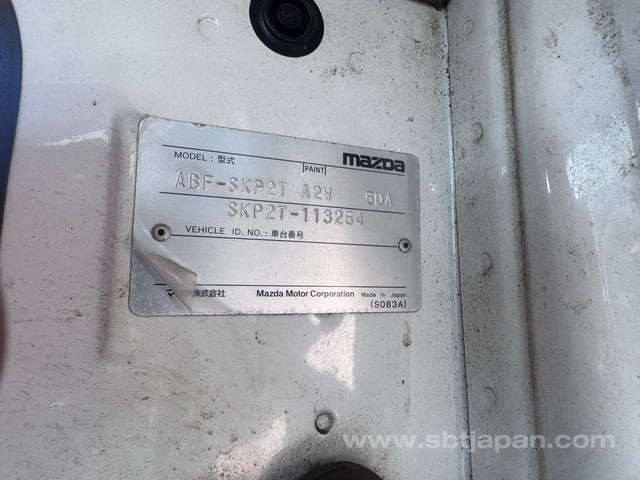 mazda
MODEL : 型式
PAINT
ABF-SKP2T A2W 5DA
SKP2T-113254
VEHICLE ID. NO. : 車台番号
株式会社 Mazda Motor Corporation Made in Japan
(S083A)
www.sbtjapan.com